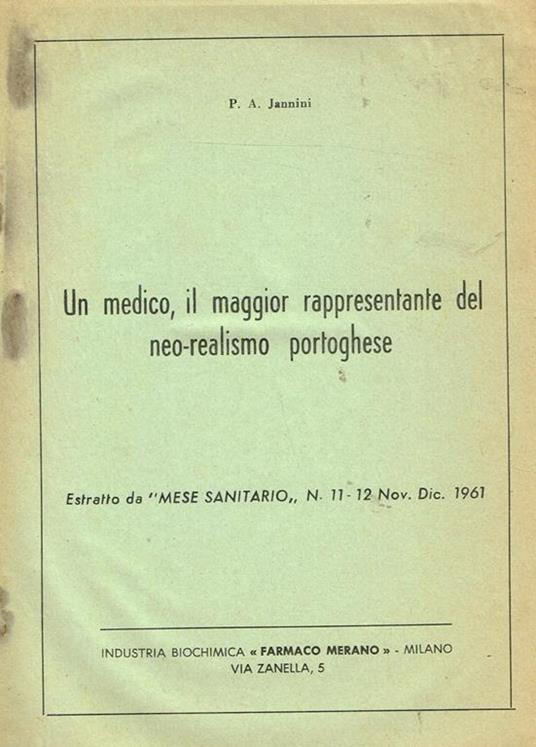 P. A. Jannini
Un medico, il maggior rappresentante del
neo-realismo portoghese
Estratto da "MESE SANITARIO„ N. 11-12 Nov. Dic. 1961
INDUSTRIA BIOCHIMICA « FARMACO MERANO » - MILANO
VIA ZANELLA, 5